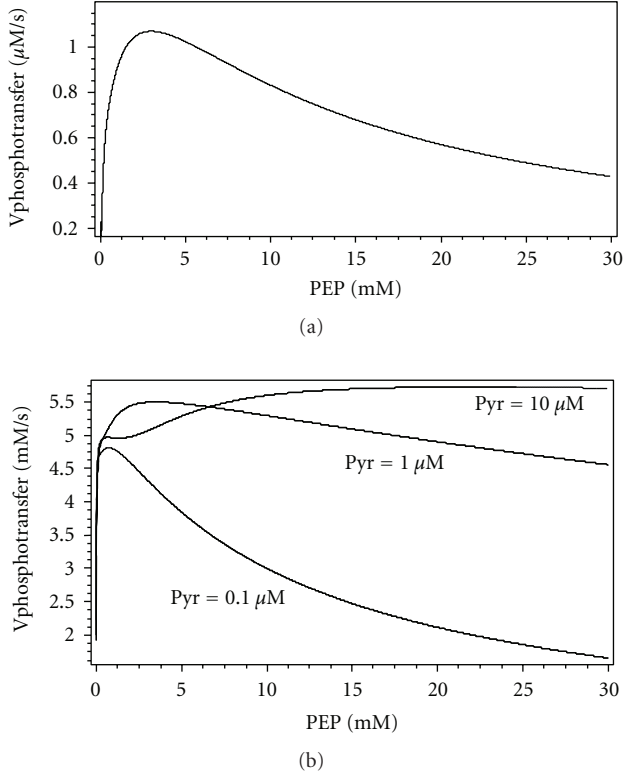 Vphosphotransfer (μM/s)
1
0.8
0.6
0.4
0.2
0 5 10 15 20 25 30
PEP (mM)
(a)
Vphosphotransfer (mM/s)
5.5
5
4.5
4
3.5
3
2.5
2
Pyr = 10 μM
Pyr = 1 μM
Pyr = 0.1 μM
0 5 10 15 20 25 30
PEP (mM)
(b)